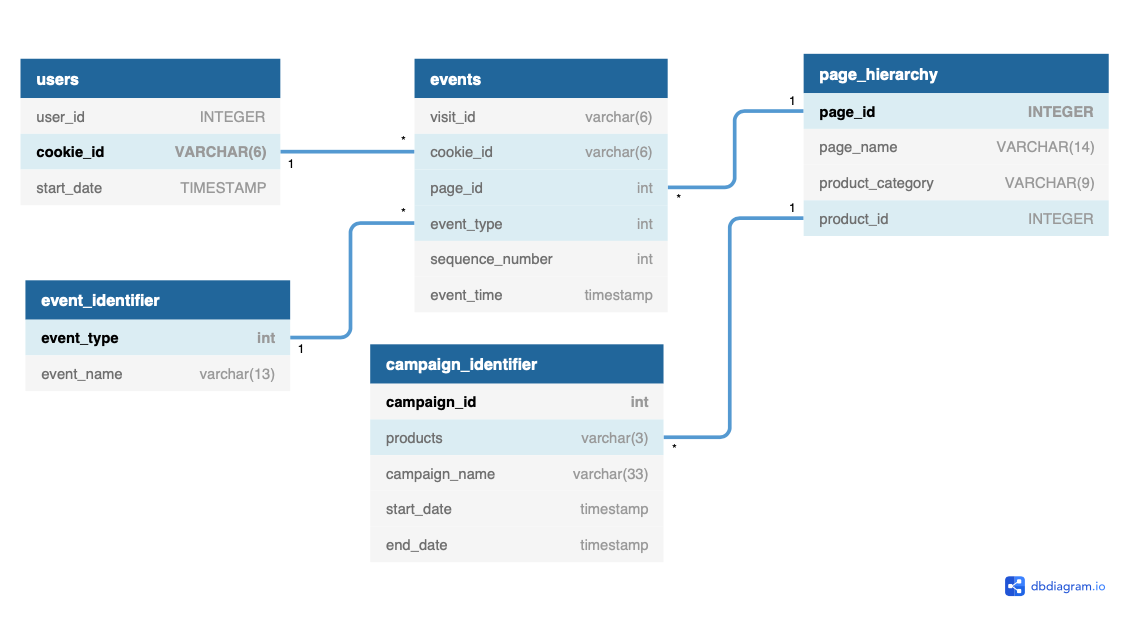 users
user_id INTEGER
cookie_id VARCHAR(6)
start_date TIMESTAMP
1
*
events
visit_id varchar(6)
cookie_id varchar(6)
page_id int
event_type int
sequence_number int
event_time timestamp
*
*
1
page_hierarchy
page_id INTEGER
page_name VARCHAR(14)
product_category VARCHAR(9)
product_id INTEGER
1
event_identifier
event_type int
event_name varchar(13)
1
campaign_identifier
campaign_id int
products varchar(3)
campaign_name varchar(33)
start_date timestamp
end_date timestamp
*
dbdiagram.io